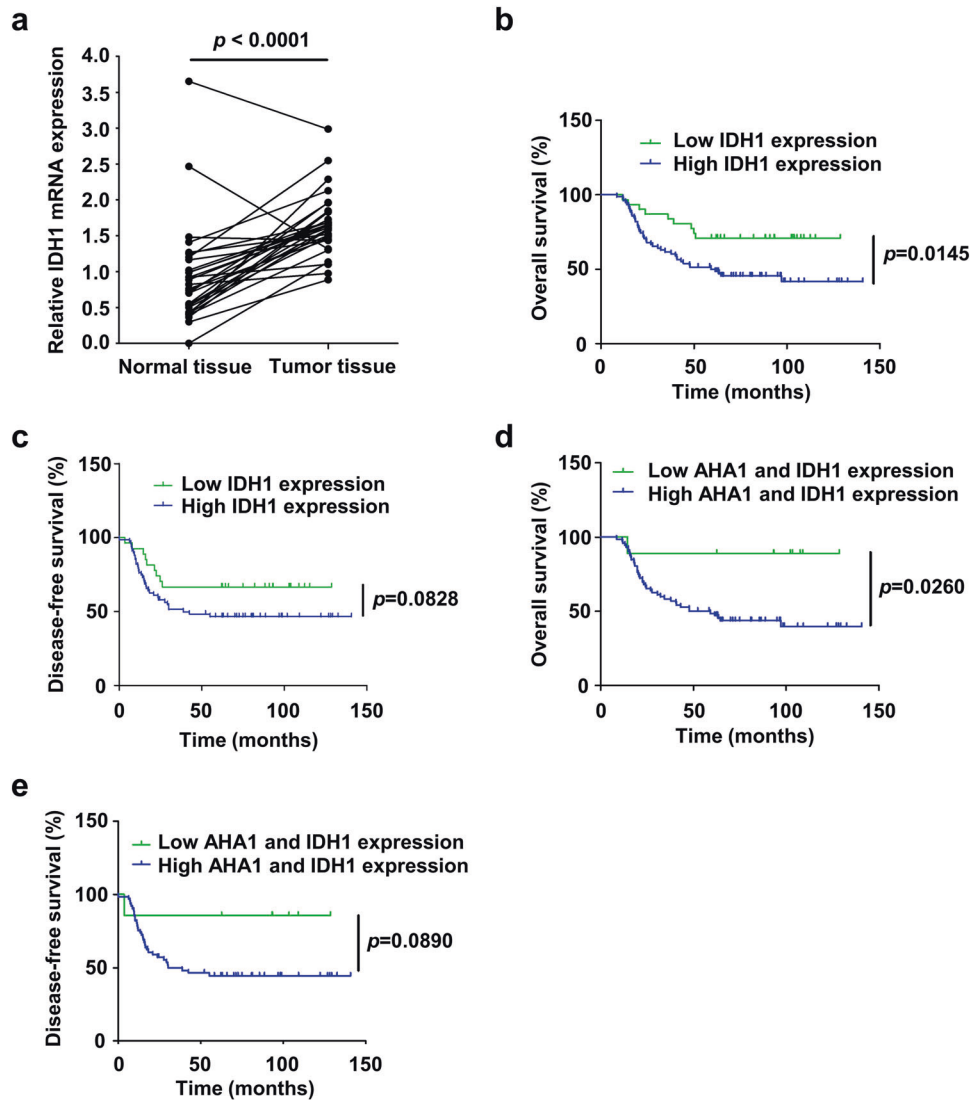 a
p < 0.0001
Relative IDH1 mRNA expression
4.0
3.5
3.0
2.5
2.0
1.5
1.0
0.5
0.0
Normal tissue
Tumor tissue
b
Overall survival (%)
150
100
50
0
Low IDH1 expression
High IDH1 expression
p=0.0145
0 50 100 150
Time (months)
c
Disease-free survival (%)
150
100
50
0
Low IDH1 expression
High IDH1 expression
p=0.0828
0 50 100 150
Time (months)
d
Overall survival (%)
150
100
50
0
Low AHA1 and IDH1 expression
High AHA1 and IDH1 expression
p=0.0260
0 50 100 150
Time (months)
e
Disease-free survival (%)
150
100
50
0
Low AHA1 and IDH1 expression
High AHA1 and IDH1 expression
p=0.0890
0 50 100 150
Time (months)